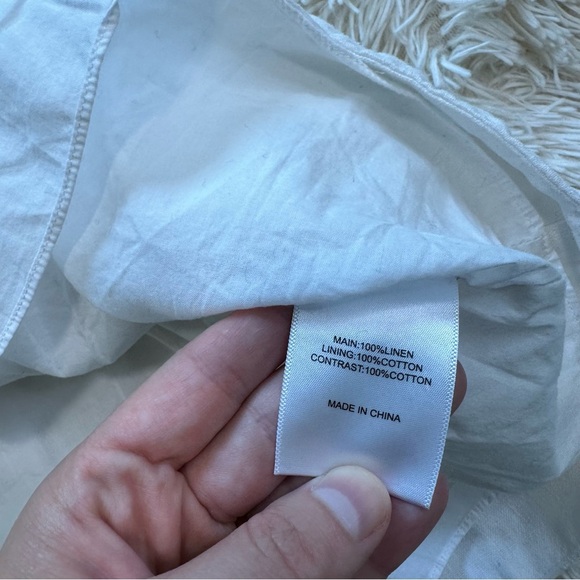 MAIN:100%LINEN
LINING:100%COTTON
CONTRAST:100%COTTON
MADE IN CHINA